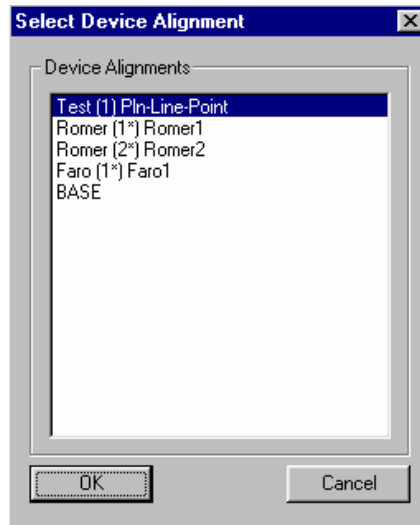 Select Device Alignment
Device Alignments
Test (1) Pln-Line-Point
Romer (1*) Romer1
Romer (2*) Romer2
Faro (1*) Faro1
BASE
OK Cancel